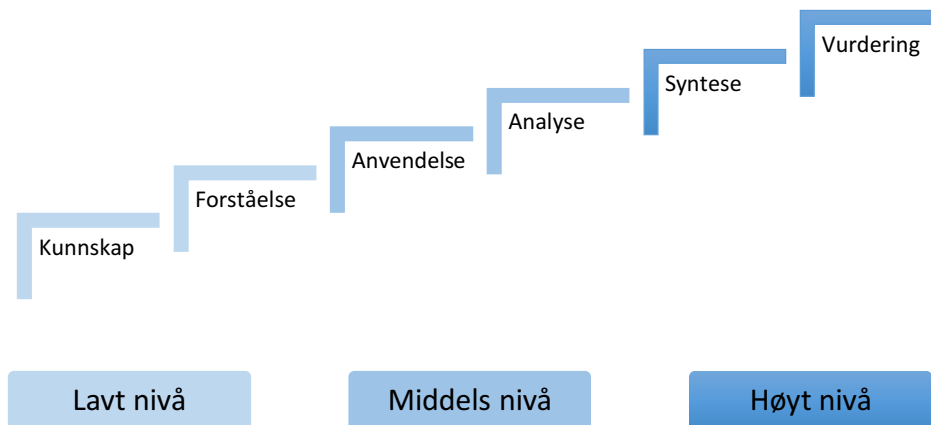 Kunnskap
Forståelse
Anvendelse
Analyse
Syntese
Vurdering
Lavt nivå
Middels nivå
Høyt nivå